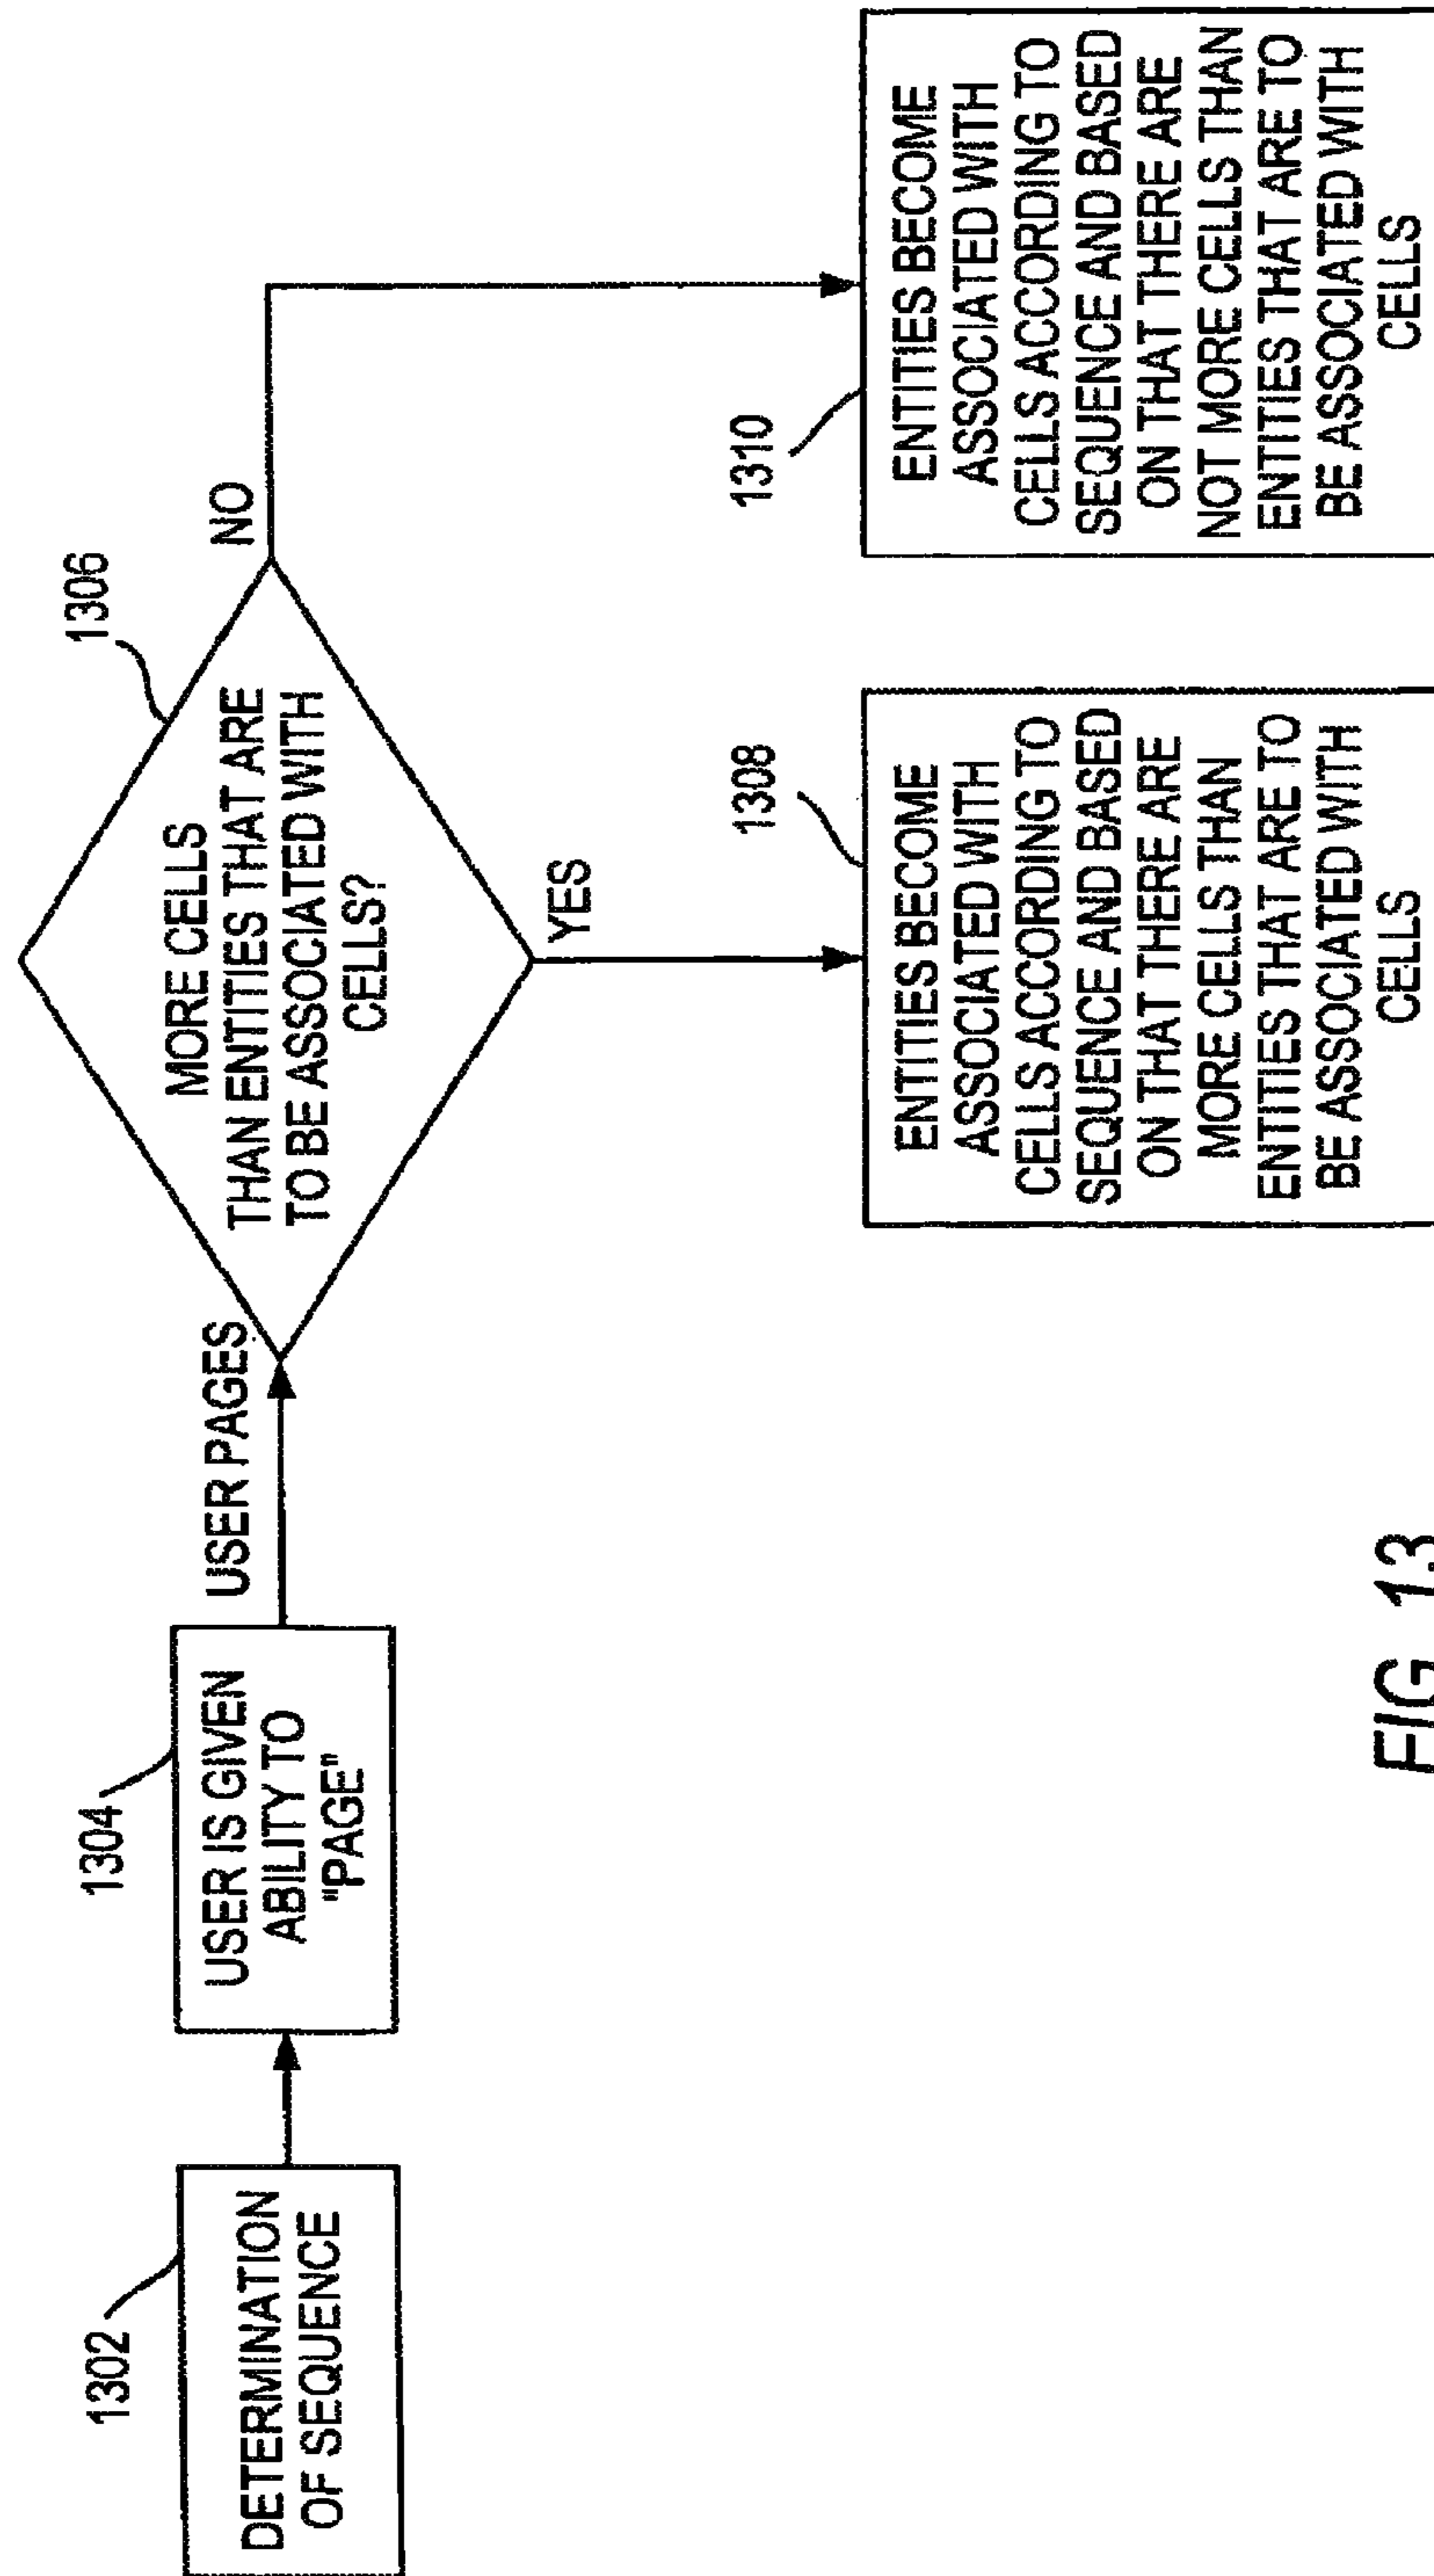 1302
DETERMINATION
OF SEQUENCE
1304
USER IS GIVEN
ABILITY TO
"PAGE"
USER PAGES
1306
MORE CELLS
THAN ENTITIES THAT ARE
TO BE ASSOCIATED WITH
CELLS?
NO
YES
1308
ENTITIES BECOME
ASSOCIATED WITH
CELLS ACCORDING TO
SEQUENCE AND BASED
ON THAT THERE ARE
MORE CELLS THAN
ENTITIES THAT ARE TO
BE ASSOCIATED WITH
CELLS
1310
ENTITIES BECOME
ASSOCIATED WITH
CELLS ACCORDING TO
SEQUENCE AND BASED
ON THAT THERE ARE
NOT MORE CELLS THAN
ENTITIES THAT ARE TO
BE ASSOCIATED WITH
CELLS
FIG_13